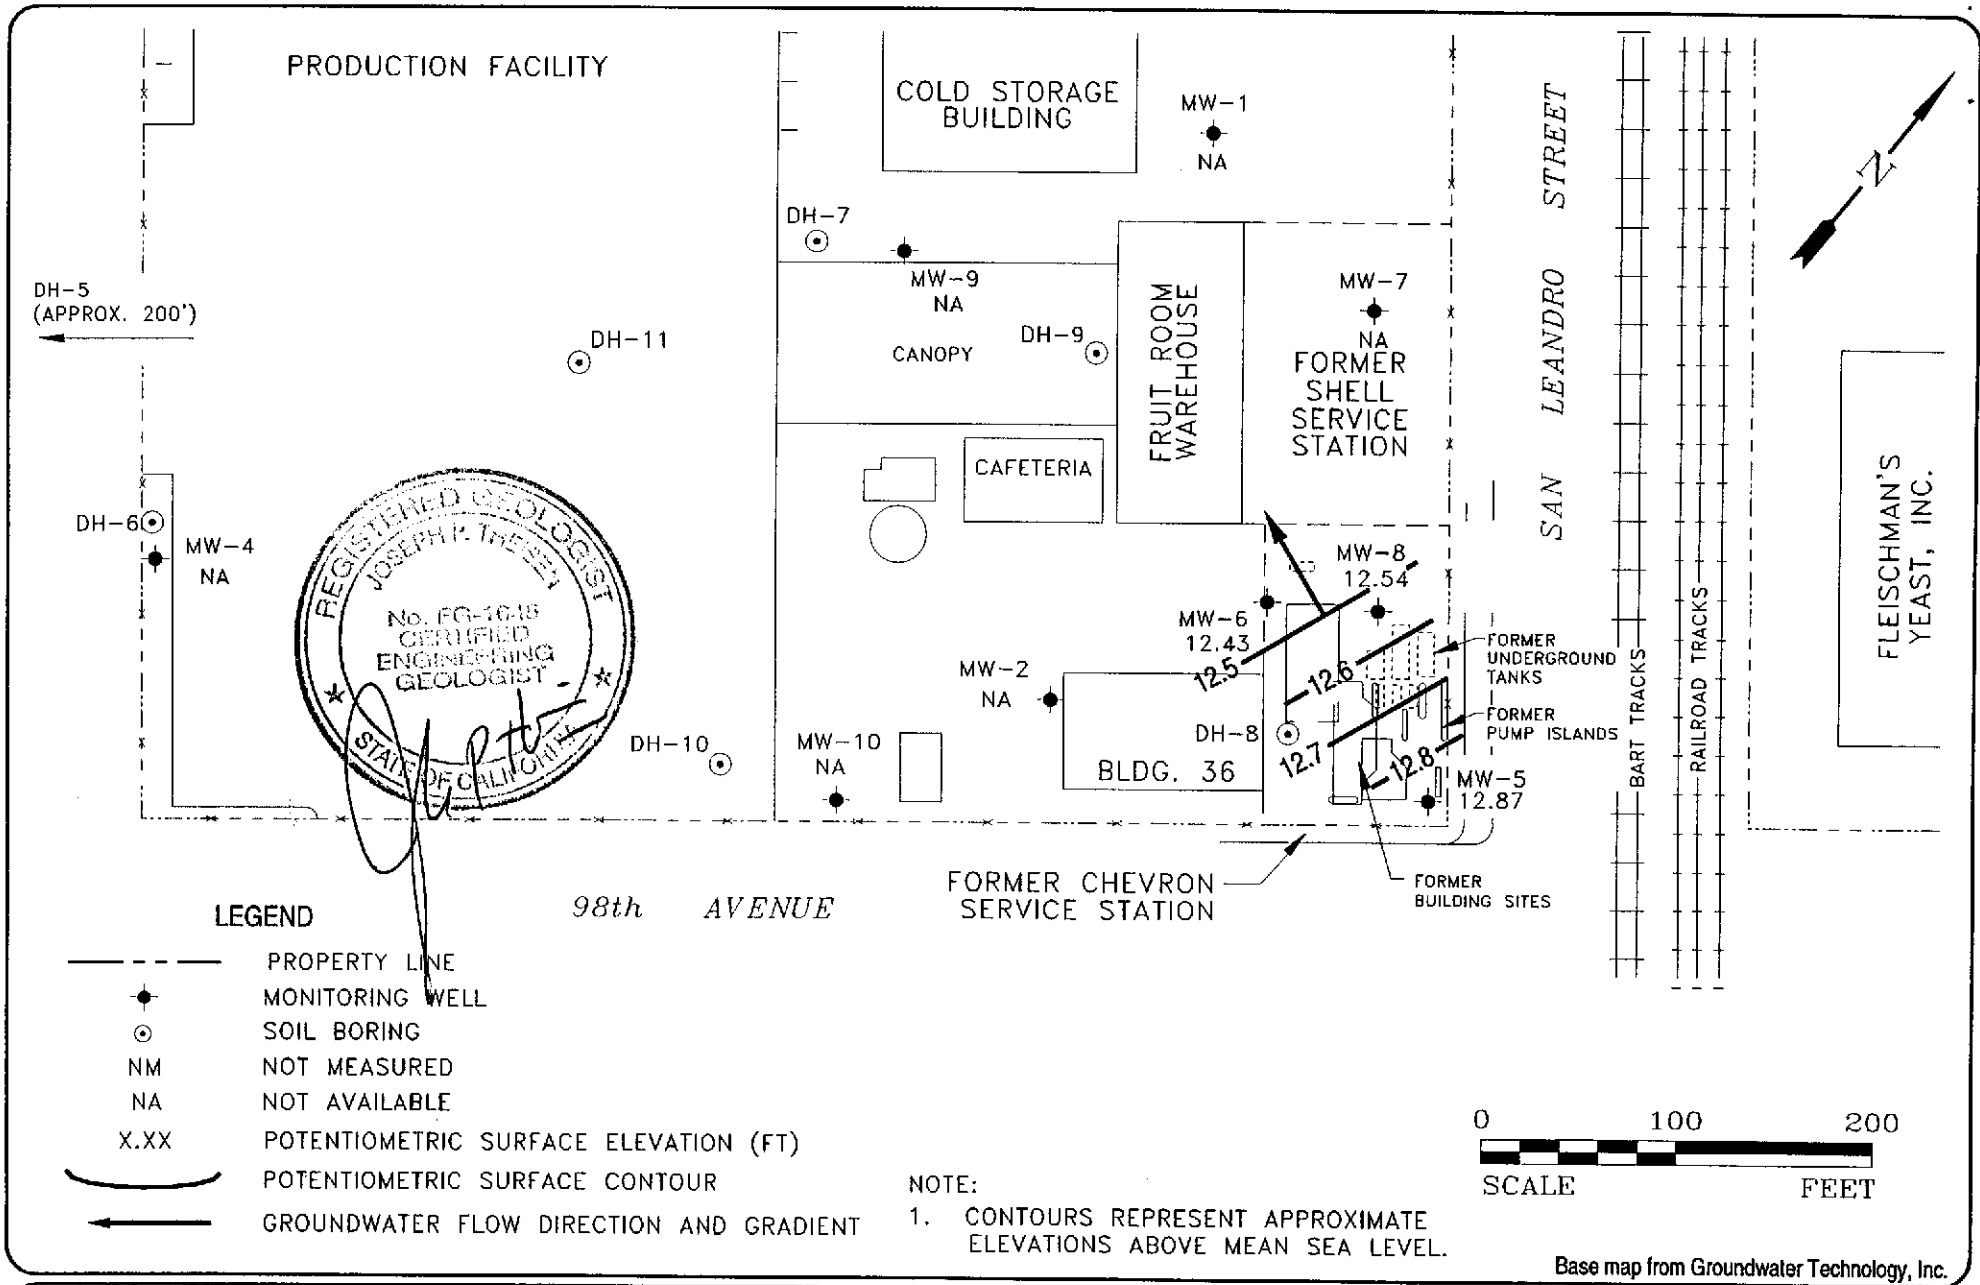 PRODUCTION FACILITY
COLD STORAGE
BUILDING
MW-1
NA
SAN LEANDRO STREET
N
DH-7
MW-9
NA
DH-5
(APPROX. 200')
DH-11
CANOPY
DH-9
FRUIT ROOM
WAREHOUSE
MW-7
NA
FORMER
SHELL
SERVICE
STATION
CAFETERIA
FLEISCHMAN'S
YEAST, INC.
DH-6
MW-4
NA
REGISTERED GEOLOGIST
JOSEPH P. THEISEN
CERTIFIED
ENGINEERING
GEOLOGIST
STATE OF CALIFORNIA
MW-8
12.54
MW-6
12.43
12.5
12.6
12.7
12.8
MW-2
NA
FORMER
UNDERGROUND
TANKS
FORMER
PUMP ISLANDS
BART TRACKS
RAILROAD TRACKS
DH-8
DH-10
MW-10
NA
BLDG. 36
MW-5
12.87
FORMER CHEVRON
SERVICE STATION
FORMER
BUILDING SITES
98th AVENUE
LEGEND
PROPERTY LINE
MONITORING WELL
SOIL BORING
NM NOT MEASURED
NA NOT AVAILABLE
X.XX POTENTIOMETRIC SURFACE ELEVATION (FT)
POTENTIOMETRIC SURFACE CONTOUR
GROUNDWATER FLOW DIRECTION AND GRADIENT
NOTE:
1. CONTOURS REPRESENT APPROXIMATE
ELEVATIONS ABOVE MEAN SEA LEVEL.
0 100 200
SCALE FEET
Base map from Groundwater Technology, Inc.